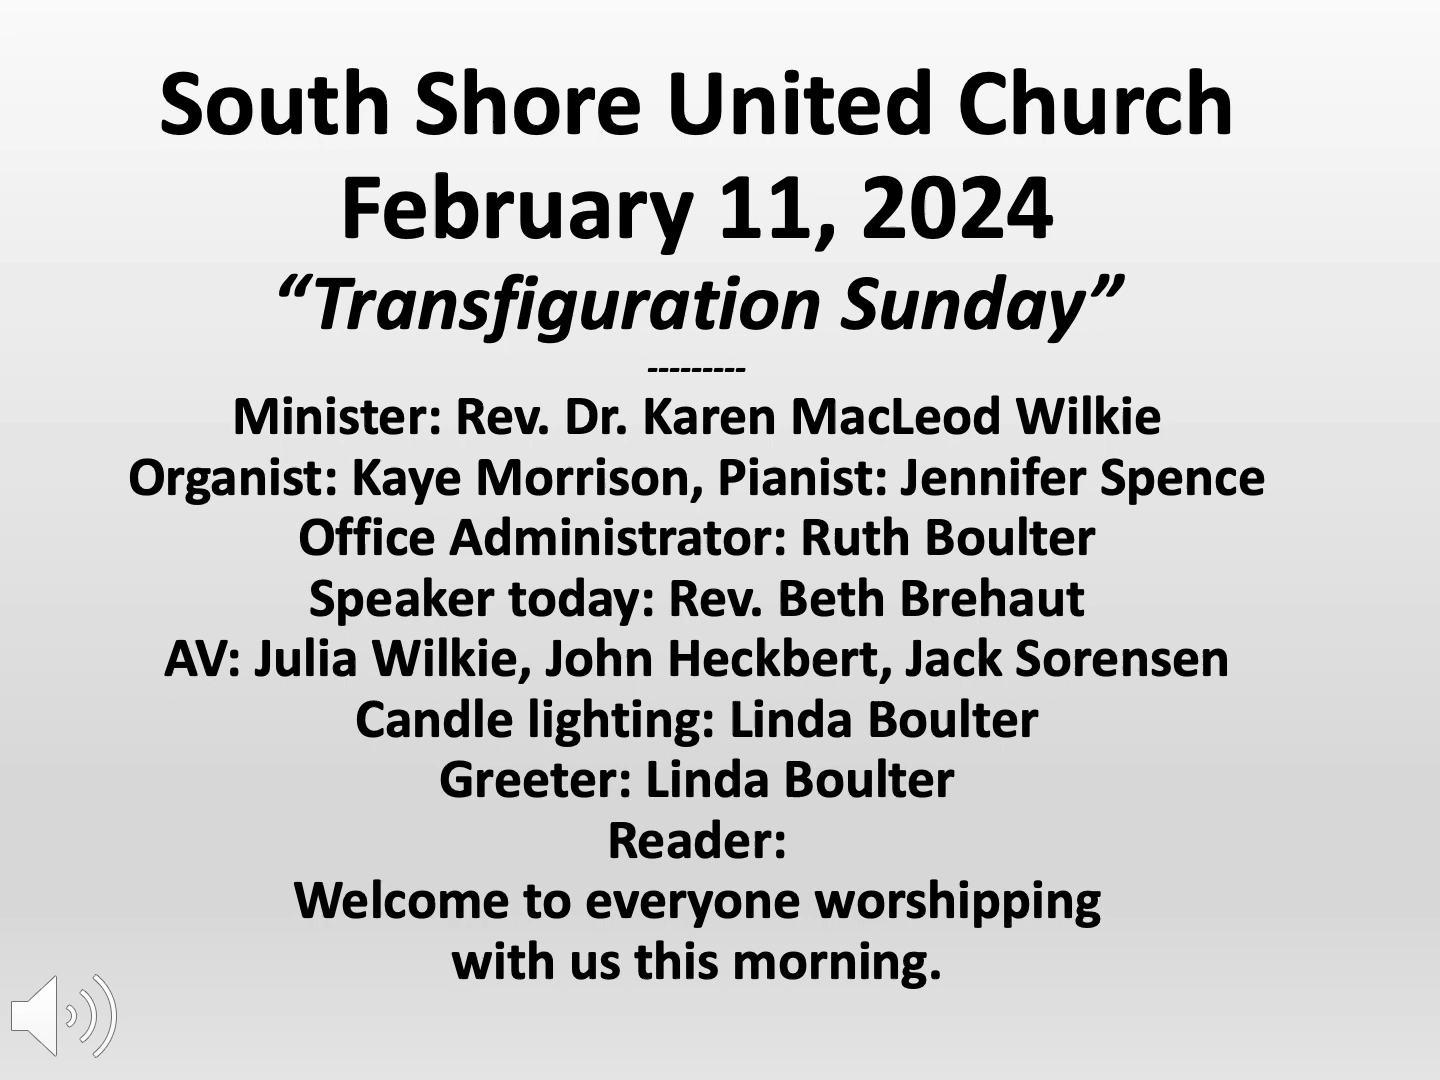 South Shore United Church
February 11, 2024
“Transfiguration Sunday”
---------
Minister: Rev. Dr. Karen MacLeod Wilkie
Organist: Kaye Morrison, Pianist: Jennifer Spence
Office Administrator: Ruth Boulter
Speaker today: Rev. Beth Brehaut
AV: Julia Wilkie, John Heckbert, Jack Sorensen
Candle lighting: Linda Boulter
Greeter: Linda Boulter
Reader:
Welcome to everyone worshipping
with us this morning.